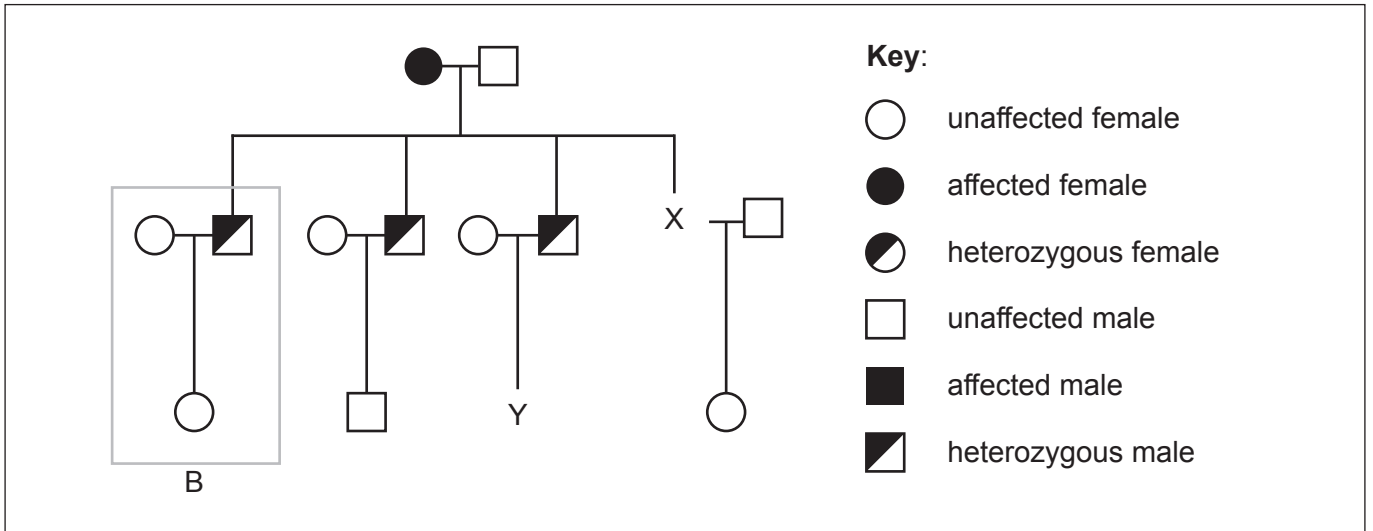 Key:
unaffected female
affected female
heterozygous female
unaffected male
affected male
heterozygous male
X
Y
B